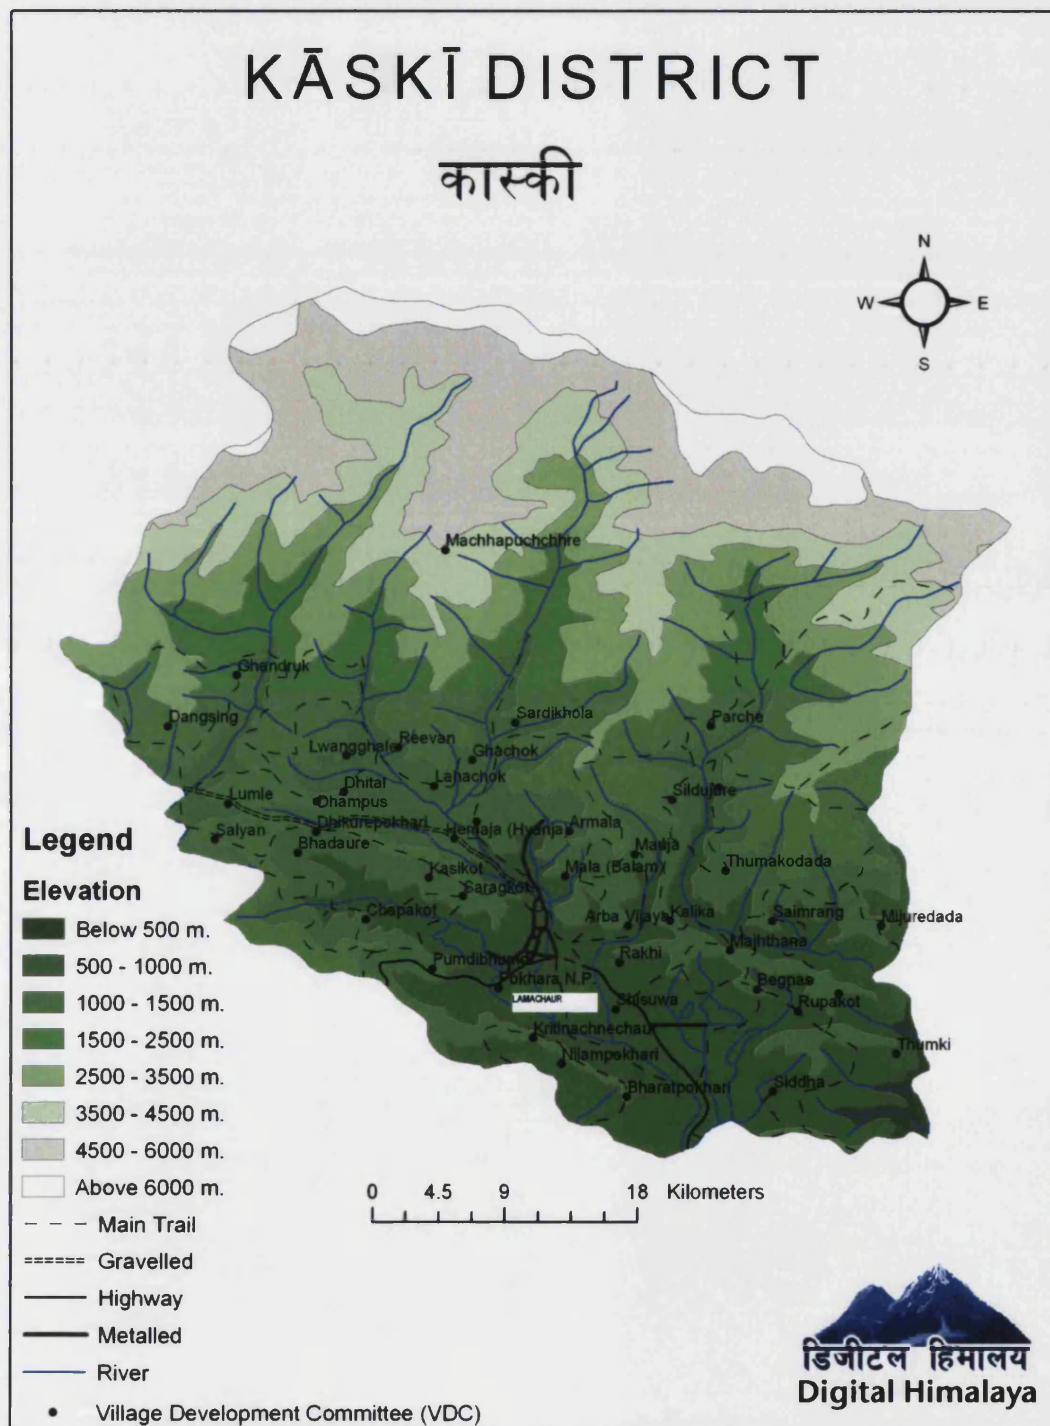 KĀSKĪ DISTRICT
कास्की
N
W E
S
Machhapuchchhre
Ghandruk
Dangsing
Sardikhola
Parche
Lwangghale
Reevan
Ghachok
Lahachok
Dhital
Dhampus
Sildujure
Lumle
Salyan
Dhikurepokhari
Hemaja (Hyanja)
Armala
Bhadaure
Mauja
Kasikot
Mala (Balam)
Thumakodada
Saragkot
Chapakot
Arba Vijaya
Kalika
Saimrang
Mijuredada
Majhthana
Pumdibhumdi
Rakhi
Pokhara N.P.
Begnas
LAMACHAUR
Shisuwa
Rupakot
Kritinachnechaur
Thumki
Nilampokhari
Bharatpokhari
Siddha
Legend
Elevation
Below 500 m.
500 - 1000 m.
1000 - 1500 m.
1500 - 2500 m.
2500 - 3500 m.
3500 - 4500 m.
4500 - 6000 m.
Above 6000 m.
Main Trail
Gravelled
Highway
Metalled
River
Village Development Committee (VDC)
0 4.5 9 18 Kilometers
डिजीटल हिमालय
Digital Himalaya